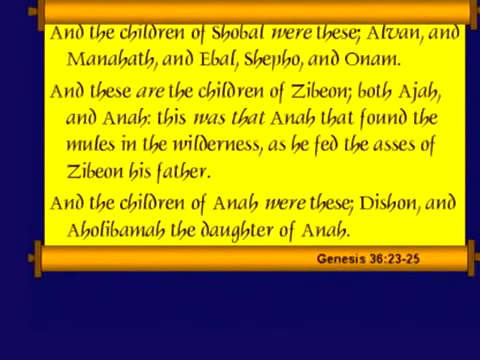 And the children of Shobal were these; Alvan, and
Manahath, and Ebal, Shepho, and Onam.
And these are the children of Zibeon; both Ajah,
and Anah: this was that Anah that found the
mules in the wilderness, as he fed the asses of
Zibeon his father.
And the children of Anah were these; Dishon, and
Aholibamah the daughter of Anah.
Genesis 36:23-25